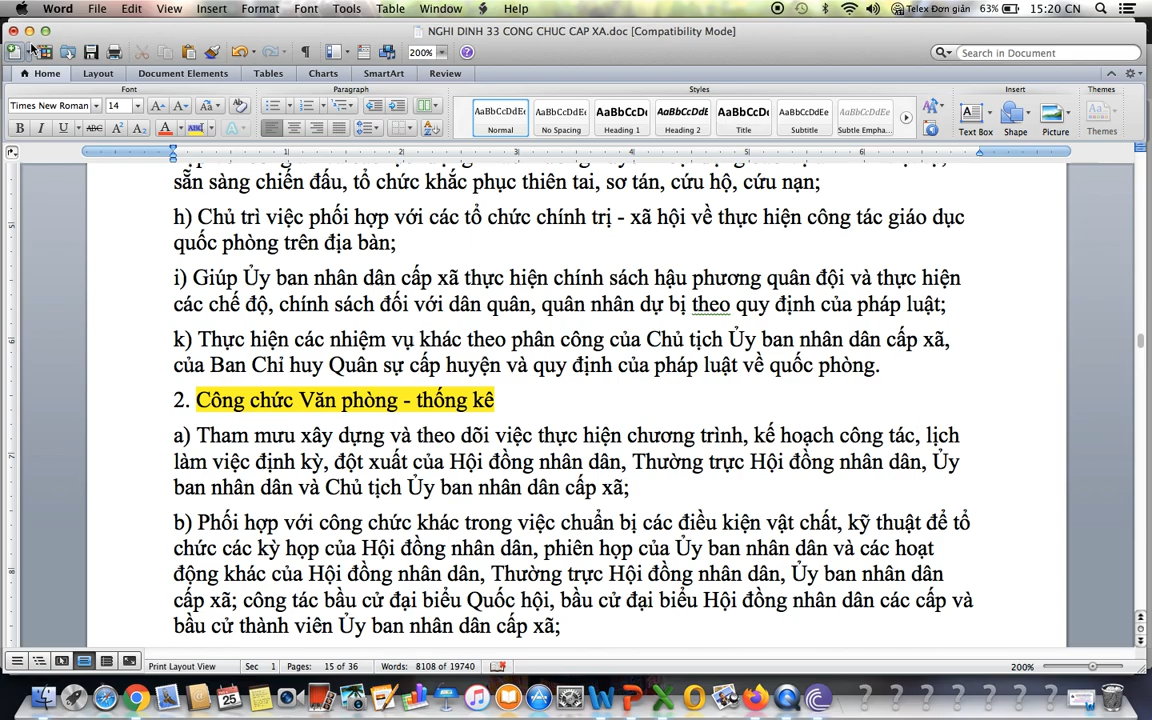 Word File Edit View Insert Format Font Tools Table Window Help Telex Đơn giản 63% 15:20 CN
NGHI DINH 33 CONG CHUC CAP XA.doc [Compatibility Mode]
200% Search in Document
Home Layout Document Elements Tables Charts SmartArt Review
Font Paragraph Styles Insert Themes
Times New Roman 14
AaBbCcDdEe AaBbCcDdEe AaBbCcD AaBbCcDdEe AaBbCcDd AaBbCcDdEe AaBbCcDdEe
Normal No Spacing Heading 1 Heading 2 Title Subtitle Subtle Empha... Text Box Shape Picture Themes
sẵn sàng chiến đấu, tổ chức khắc phục thiên tai, sơ tán, cứu hộ, cứu nạn;
h) Chủ trì việc phối hợp với các tổ chức chính trị - xã hội về thực hiện công tác giáo dục
quốc phòng trên địa bàn;
i) Giúp Ủy ban nhân dân cấp xã thực hiện chính sách hậu phương quân đội và thực hiện
các chế độ, chính sách đối với dân quân, quân nhân dự bị theo quy định của pháp luật;
k) Thực hiện các nhiệm vụ khác theo phân công của Chủ tịch Ủy ban nhân dân cấp xã,
của Ban Chỉ huy Quân sự cấp huyện và quy định của pháp luật về quốc phòng.
2. Công chức Văn phòng - thống kê
a) Tham mưu xây dựng và theo dõi việc thực hiện chương trình, kế hoạch công tác, lịch
làm việc định kỳ, đột xuất của Hội đồng nhân dân, Thường trực Hội đồng nhân dân, Ủy
ban nhân dân và Chủ tịch Ủy ban nhân dân cấp xã;
b) Phối hợp với công chức khác trong việc chuẩn bị các điều kiện vật chất, kỹ thuật để tổ
chức các kỳ họp của Hội đồng nhân dân, phiên họp của Ủy ban nhân dân và các hoạt
động khác của Hội đồng nhân dân, Thường trực Hội đồng nhân dân, Ủy ban nhân dân
cấp xã; công tác bầu cử đại biểu Quốc hội, bầu cử đại biểu Hội đồng nhân dân các cấp và
bầu cử thành viên Ủy ban nhân dân cấp xã;
Print Layout View Sec 1 Pages: 15 of 36 Words: 8108 of 19740 200%